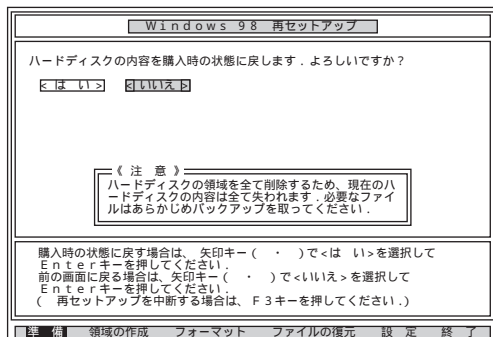 Ｗｉｎｄｏｗｓ ９８ 再セットアップ
ハードディスクの内容を購入時の状態に戻します．よろしいですか？
＜は い＞ ＜いいえ＞
《 注 意 》
ハードディスクの領域を全て削除するため、現在のハ
ードディスクの内容は全て失われます．必要なファイ
ルはあらかじめバックアップを取ってください．
購入時の状態に戻す場合は、矢印キー（ ・ ）で＜は い＞を選択して
Ｅｎｔｅｒキーを押してください．
前の画面に戻る場合は、矢印キー（ ・ ）で＜いいえ＞を選択して
Ｅｎｔｅｒキーを押してください．
（ 再セットアップを中断する場合は、Ｆ３キーを押してください．）
準 備 領域の作成 フォーマット ファイルの復元 設 定 終 了